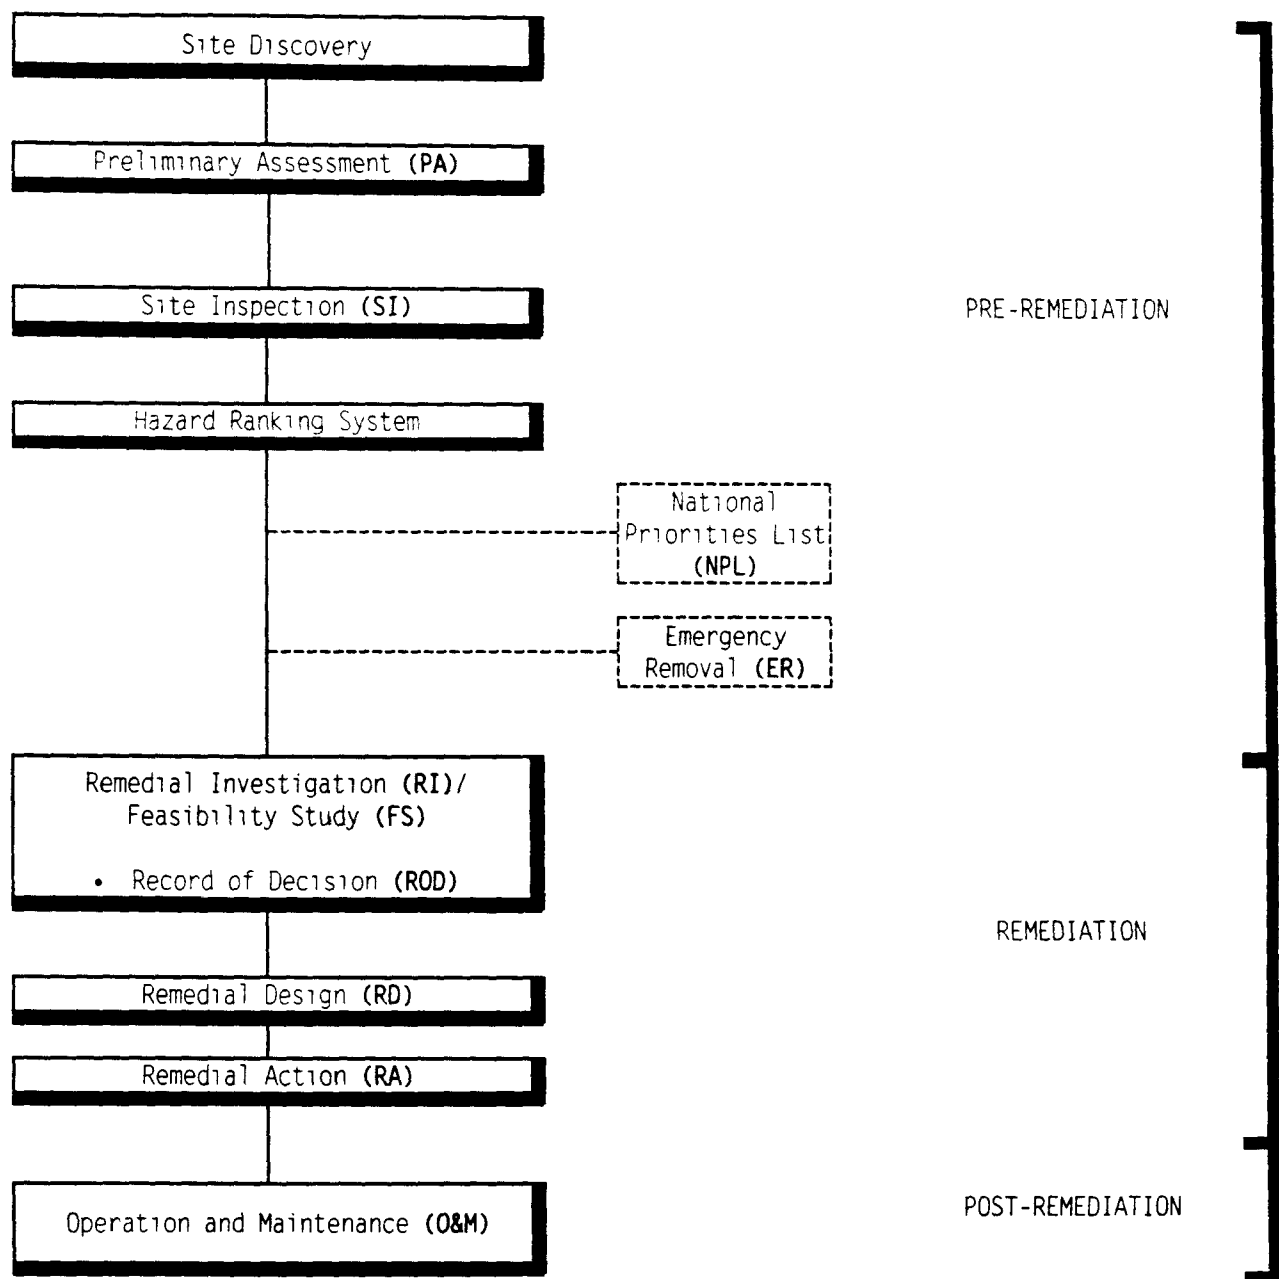 Site Discovery
Preliminary Assessment (PA)
Site Inspection (SI)
PRE-REMEDIATION
Hazard Ranking System
National
Priorities List
(NPL)
Emergency
Removal (ER)
Remedial Investigation (RI)/
Feasibility Study (FS)
• Record of Decision (ROD)
REMEDIATION
Remedial Design (RD)
Remedial Action (RA)
POST-REMEDIATION
Operation and Maintenance (O&M)